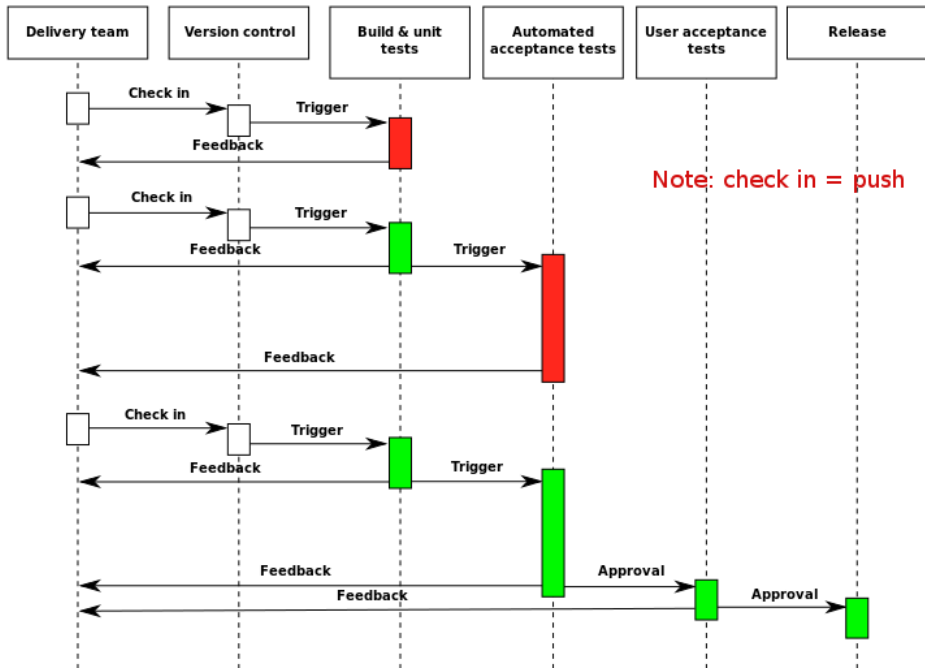 Delivery team
Version control
Build & unit
tests
Automated
acceptance tests
User acceptance
tests
Release
Check in
Trigger
Feedback
Note: check in = push
Check in
Trigger
Feedback
Trigger
Feedback
Check in
Trigger
Feedback
Trigger
Feedback
Approval
Feedback
Approval